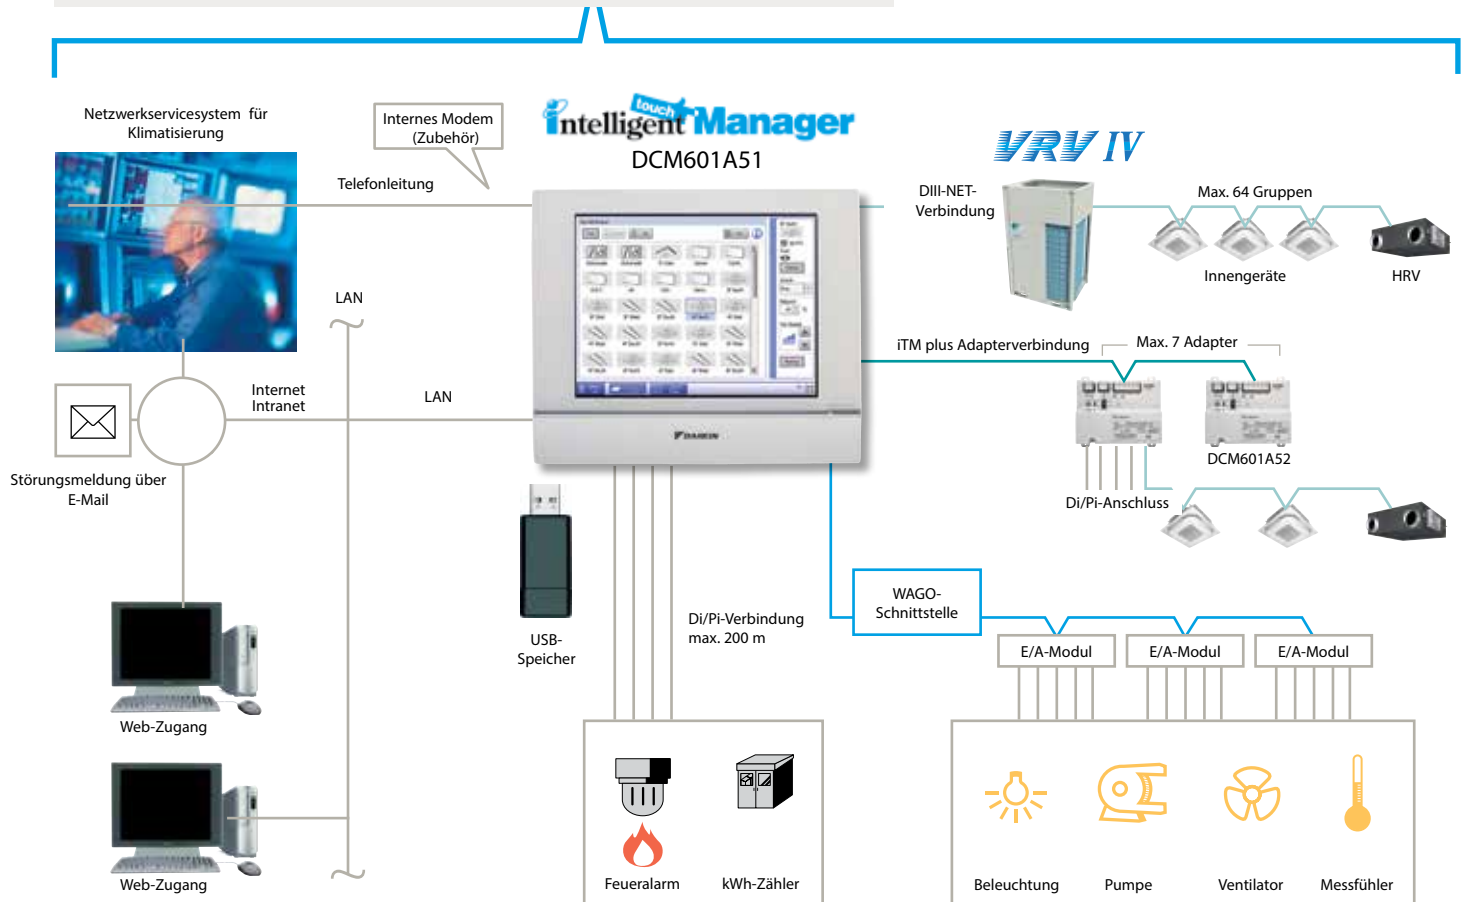 Netzwerkservicesystem für
Klimatisierung
Internes Modem
(Zubehör)
intelligent touch Manager
DCM601A51
VRV IV
Telefonleitung
DIII-NET-
Verbindung
Max. 64 Gruppen
Innengeräte
HRV
LAN
iTM plus Adapterverbindung
Max. 7 Adapter
Internet
Intranet
LAN
DAIKIN
DCM601A52
Störungsmeldung über
E-Mail
Di/Pi-Anschluss
USB-
Speicher
Di/Pi-Verbindung
max. 200 m
WAGO-
Schnittstelle
E/A-Modul
E/A-Modul
E/A-Modul
Web-Zugang
Web-Zugang
Feueralarm
kWh-Zähler
Beleuchtung
Pumpe
Ventilator
Messfühler